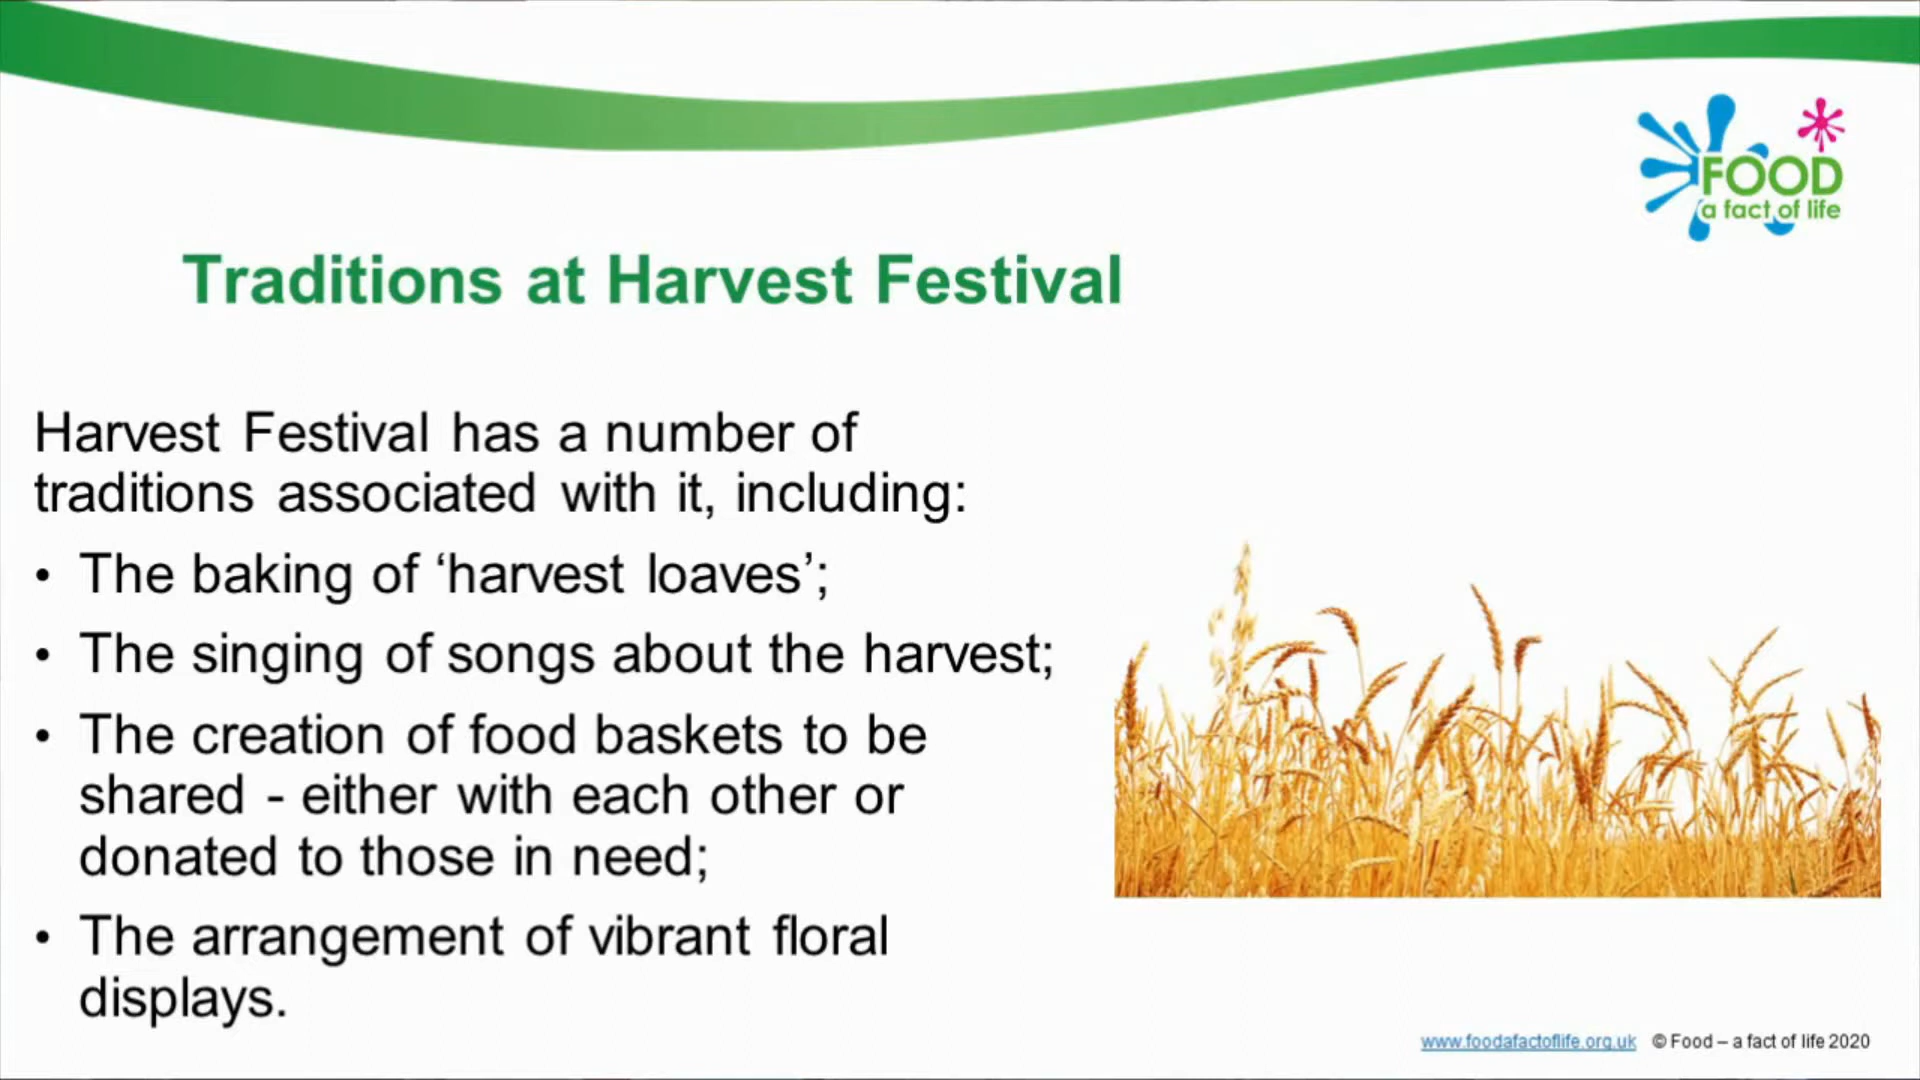 FOOD
a fact of life
Traditions at Harvest Festival
Harvest Festival has a number of
traditions associated with it, including:
• The baking of ‘harvest loaves’;
• The singing of songs about the harvest;
• The creation of food baskets to be
shared - either with each other or
donated to those in need;
• The arrangement of vibrant floral
displays.
www.foodafactoflife.org.uk © Food – a fact of life 2020